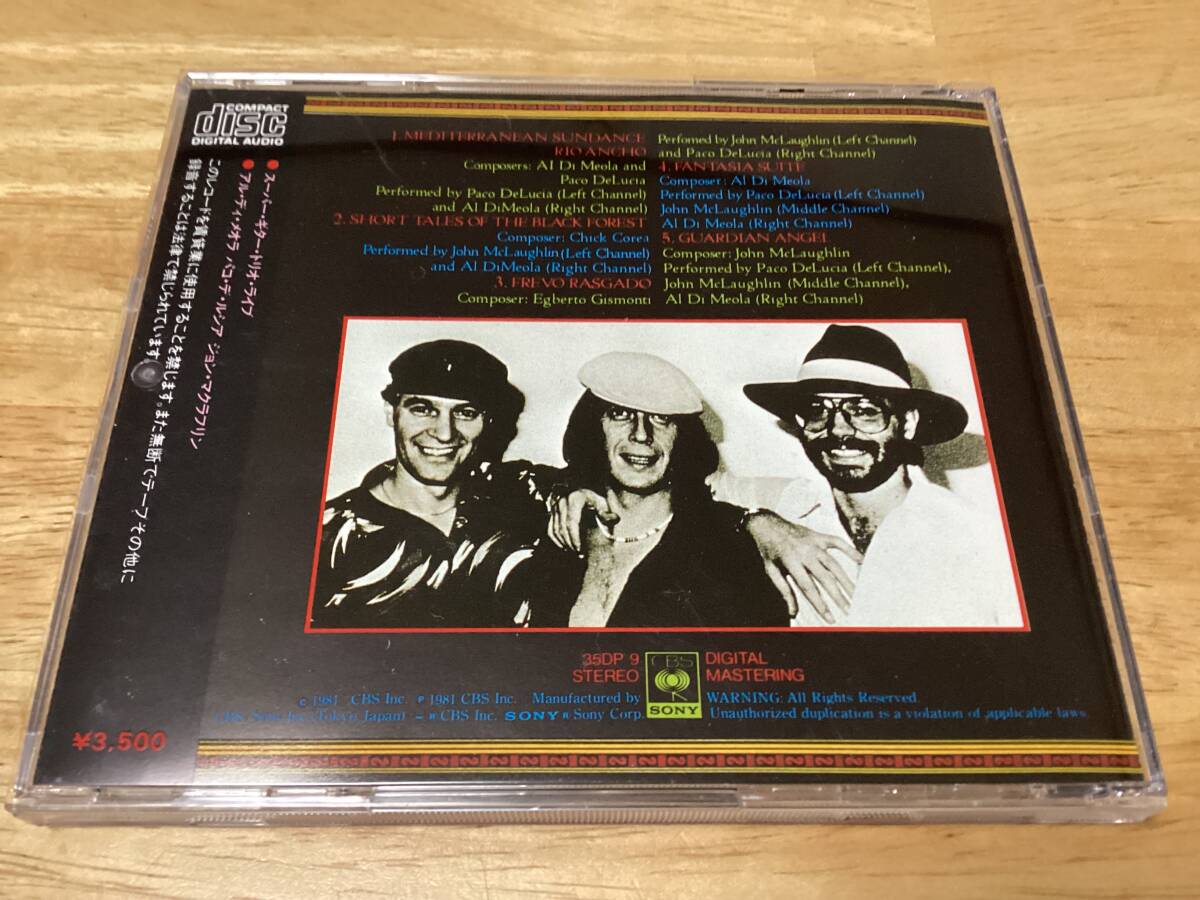 COMPACT
disc
DIGITAL AUDIO
●スーパー・ギター・トリオ・ライブ
●アル・ディ・メオラ パコ・デ・ルシア ジョン・マクラフリン
このレコードを賃貸業に使用することを禁じます。また無断でテープその他に
録音することは法律で禁じられています。
¥3,500
1. MEDITERRANEAN SUNDANCE
RIO ANCHO
Composers: Al Di Meola and
Paco DeLucia
Performed by Paco DeLucia (Left Channel)
and Al DiMeola (Right Channel)
2. SHORT TALES OF THE BLACK FOREST
Composer: Chick Corea
Performed by John McLaughlin (Left Channel)
and Al DiMeola (Right Channel)
3. FREVO RASGADO
Composer: Egberto Gismonti
Perfomed by John McLaughlin (Left Channel)
and Paco DeLucia (Right Channel)
4. FANTASIA SUITE
Composer: Al Di Meola
Performed by Paco DeLucia (Left Channel)
John McLaughlin (Middle Channel)
Al Di Meola (Right Channel)
5. GUARDIAN ANGEL
Composer: John McLaughlin
Performed by Paco DeLucia (Left Channel),
John McLaughlin (Middle Channel),
Al Di Meola (Right Channel)
35DP 9
STEREO
CBS
SONY
DIGITAL
MASTERING
© 1981 CBS Inc. ℗ 1981 CBS Inc. Manufactured by
CBS/Sony Inc. (Tokyo Japan) – ® CBS Inc. SONY ® Sony Corp.
WARNING: All Rights Reserved.
Unauthorized duplication is a violation of applicable laws